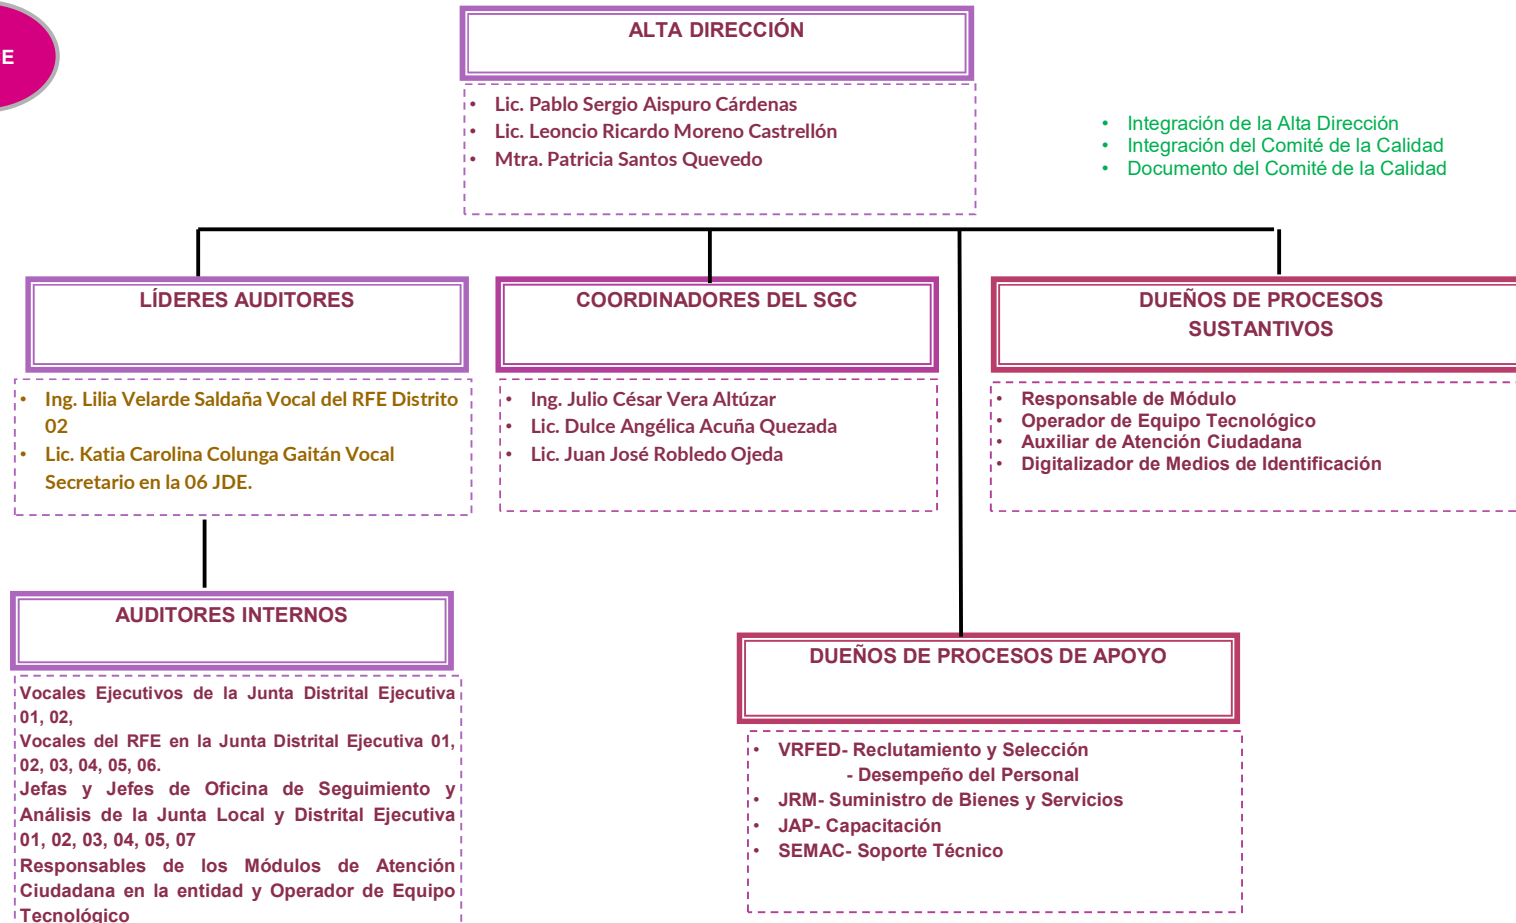 E
ALTA DIRECCIÓN
• Lic. Pablo Sergio Aispuro Cárdenas
• Lic. Leoncio Ricardo Moreno Castrellón
• Mtra. Patricia Santos Quevedo
• Integración de la Alta Dirección
• Integración del Comité de la Calidad
• Documento del Comité de la Calidad
LÍDERES AUDITORES
• Ing. Lilia Velarde Saldaña Vocal del RFE Distrito
02
• Lic. Katia Carolina Colunga Gaitán Vocal
Secretario en la 06 JDE.
COORDINADORES DEL SGC
• Ing. Julio César Vera Altúzar
• Lic. Dulce Angélica Acuña Quezada
• Lic. Juan José Robledo Ojeda
DUEÑOS DE PROCESOS
SUSTANTIVOS
• Responsable de Módulo
• Operador de Equipo Tecnológico
• Auxiliar de Atención Ciudadana
• Digitalizador de Medios de Identificación
AUDITORES INTERNOS
Vocales Ejecutivos de la Junta Distrital Ejecutiva
01, 02,
Vocales del RFE en la Junta Distrital Ejecutiva 01,
02, 03, 04, 05, 06.
Jefas y Jefes de Oficina de Seguimiento y
Análisis de la Junta Local y Distrital Ejecutiva
01, 02, 03, 04, 05, 07
Responsables de los Módulos de Atención
Ciudadana en la entidad y Operador de Equipo
Tecnológico
DUEÑOS DE PROCESOS DE APOYO
• VRFED- Reclutamiento y Selección
- Desempeño del Personal
• JRM- Suministro de Bienes y Servicios
• JAP- Capacitación
• SEMAC- Soporte Técnico